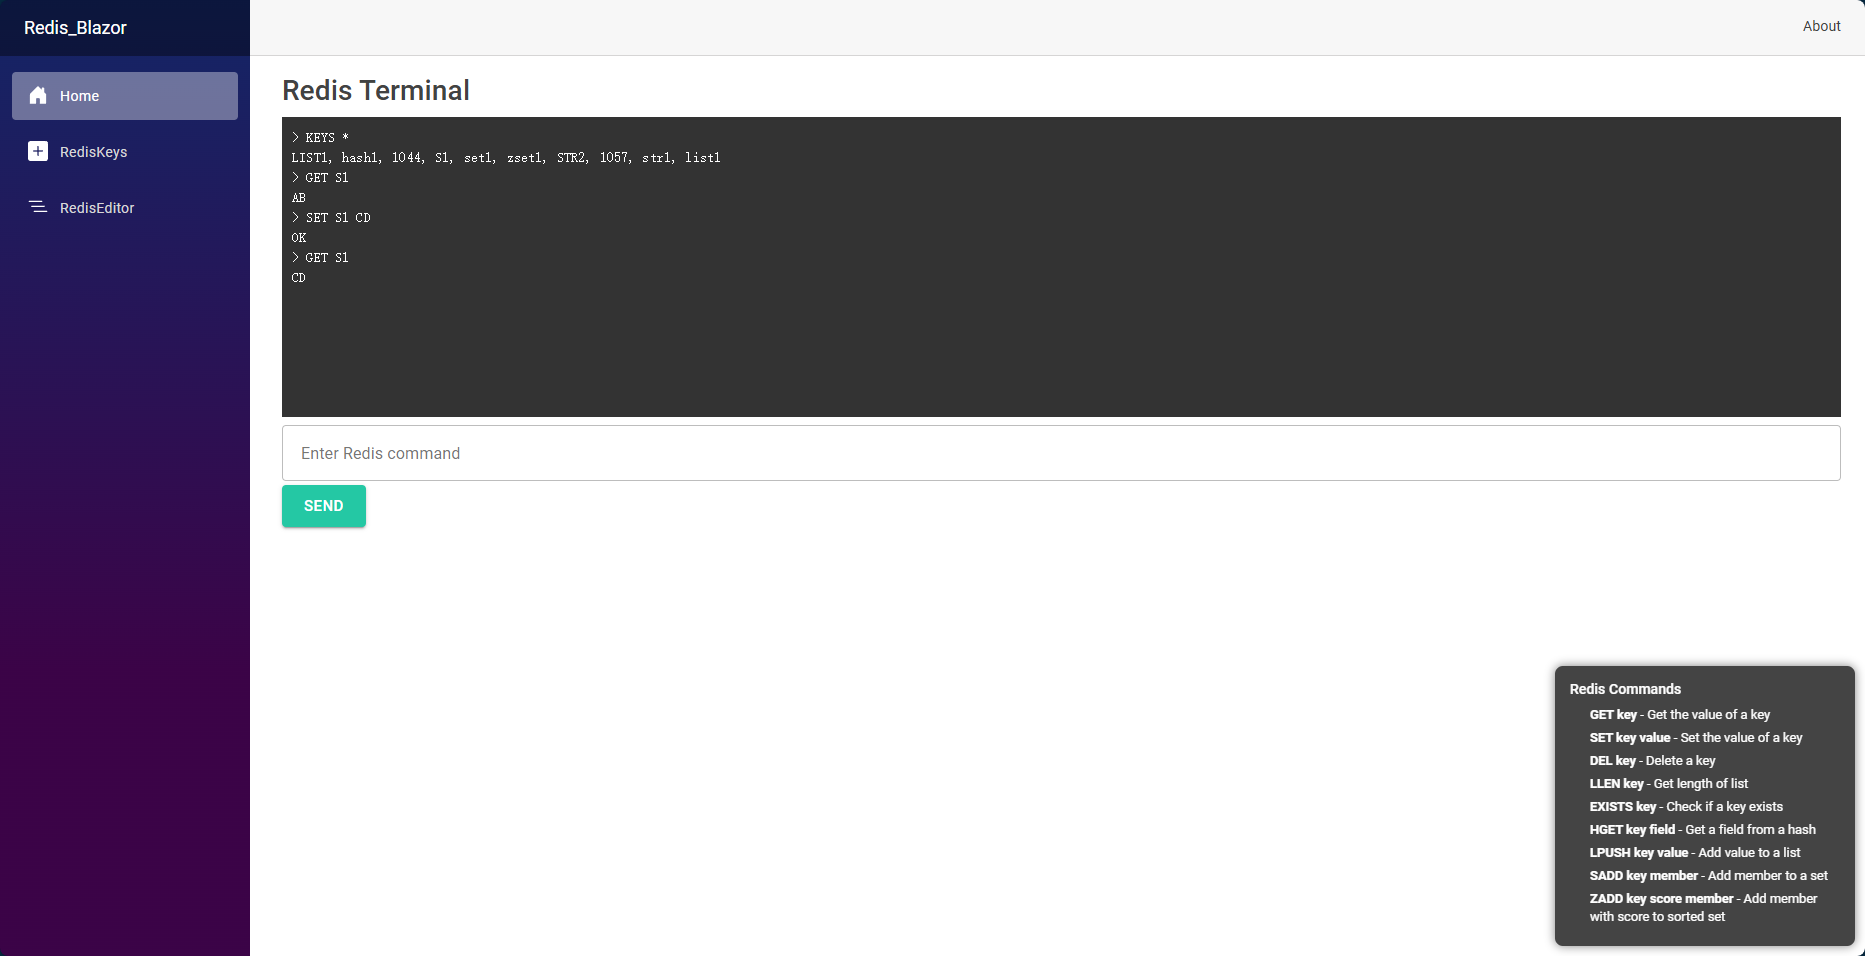 Redis_Blazor
About
Home
RedisKeys
RedisEditor
Redis Terminal
> KEYS *
LIST1, hash1, 1044, S1, set1, zset1, STR2, 1057, str1, list1
> GET S1
AB
> SET S1 CD
OK
> GET S1
CD
Enter Redis command
SEND
Redis Commands
GET key - Get the value of a key
SET key value - Set the value of a key
DEL key - Delete a key
LLEN key - Get length of list
EXISTS key - Check if a key exists
HGET key field - Get a field from a hash
LPUSH key value - Add value to a list
SADD key member - Add member to a set
ZADD key score member - Add member
with score to sorted set